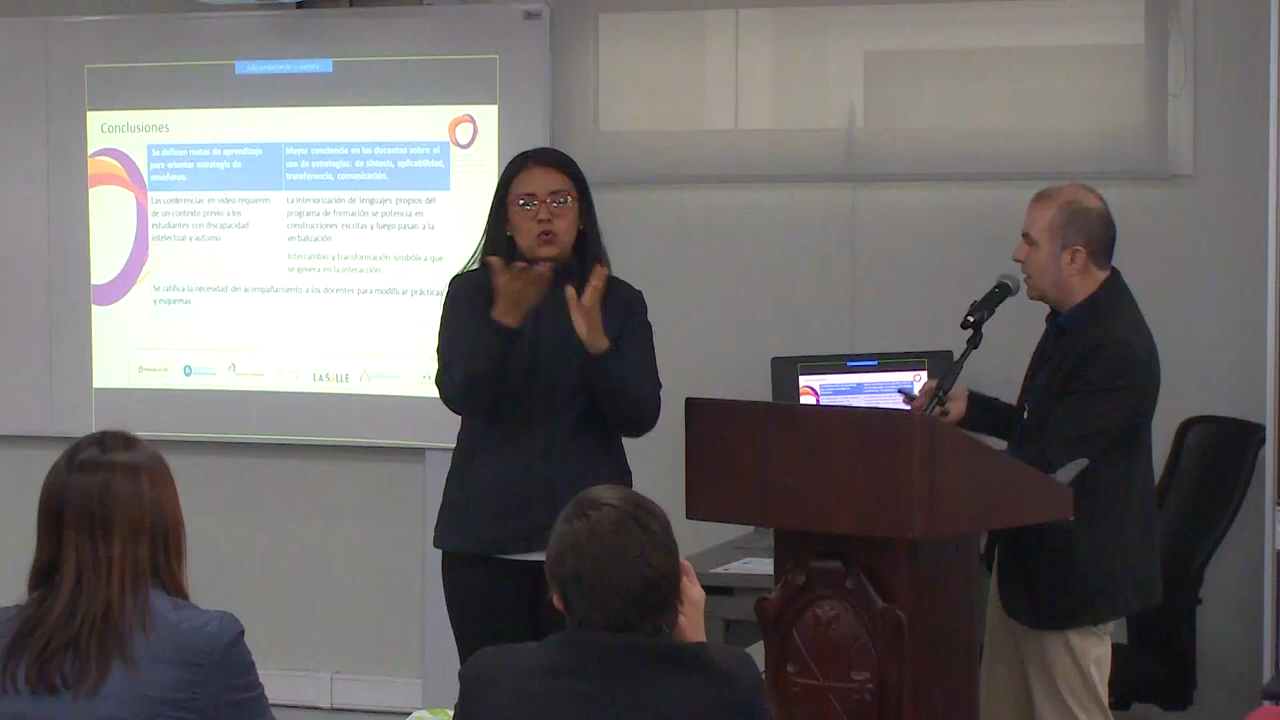 Conclusiones
Se definen metas de aprendizaje
para orientar estrategia de
enseñanza.
Mayor conciencia en los docentes sobre el
uso de estrategias: de síntesis, aplicabilidad,
transferencia, comunicación.
Las conferencias en video requieren
de un contexto previo a los
estudiantes con discapacidad
intelectual y autismo
La interiorización de lenguajes propios del
programa de formación se potencia en
construcciones escritas y luego pasan a la
verbalización
Intercambio y transformación simbólica que
se genera en la interacción
Se ratifica la necesidad del acompañamiento a los docentes para modificar prácticas
y esquemas
LASALLE